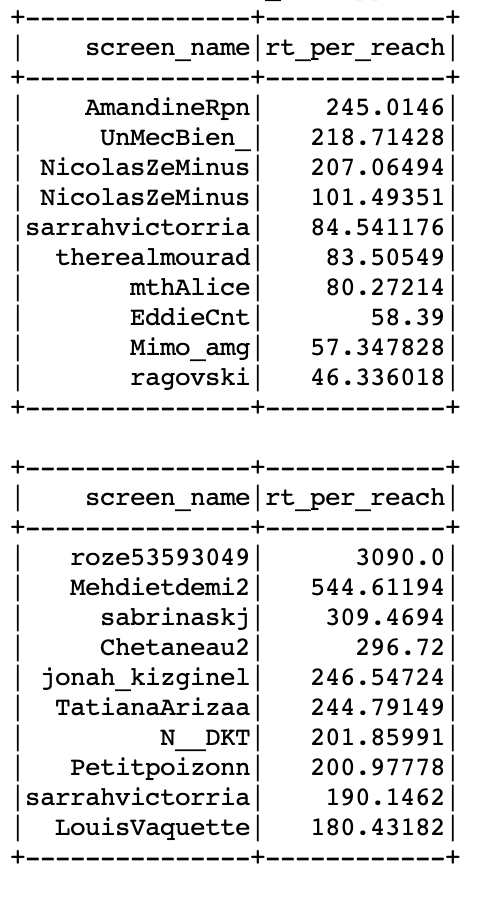 +---------------+------------+
|    screen_name|rt_per_reach|
+---------------+------------+
|    AmandineRpn|    245.0146|
|     UnMecBien_|   218.71428|
| NicolasZeMinus|   207.06494|
| NicolasZeMinus|   101.49351|
|sarrahvictorria|   84.541176|
|  therealmourad|    83.50549|
|       mthAlice|    80.27214|
|       EddieCnt|       58.39|
|       Mimo_amg|   57.347828|
|       ragovski|   46.336018|
+---------------+------------+

+---------------+------------+
|    screen_name|rt_per_reach|
+---------------+------------+
|   roze53593049|      3090.0|
|   Mehdietdemi2|   544.61194|
|     sabrinaskj|    309.4694|
|     Chetaneau2|      296.72|
| jonah_kizginel|   246.54724|
|  TatianaArizaa|   244.79149|
|         N__DKT|   201.85991|
|   Petitpoizonn|   200.97778|
|sarrahvictorria|    190.1462|
|  LouisVaquette|   180.43182|
+---------------+------------+